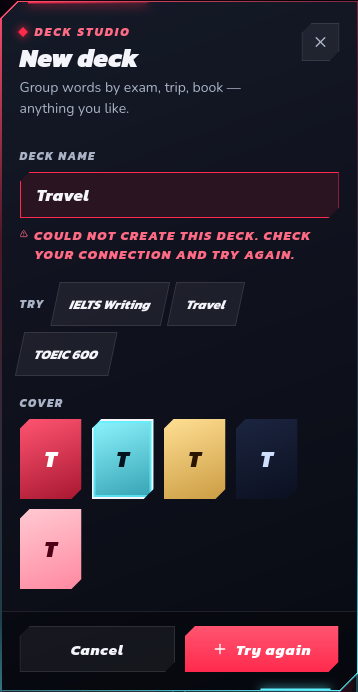 DECK STUDIO
New deck
Group words by exam, trip, book —
anything you like.
DECK NAME
Travel
COULD NOT CREATE THIS DECK. CHECK
YOUR CONNECTION AND TRY AGAIN.
TRY IELTS Writing Travel
TOEIC 600
COVER
T T T T
T
Cancel + Try again